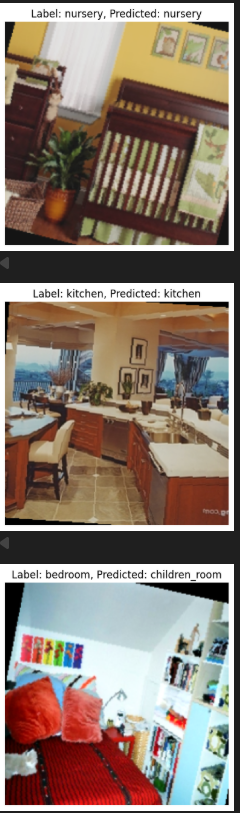 Label: nursery, Predicted: nursery
Label: kitchen, Predicted: kitchen
Label: bedroom, Predicted: children_room